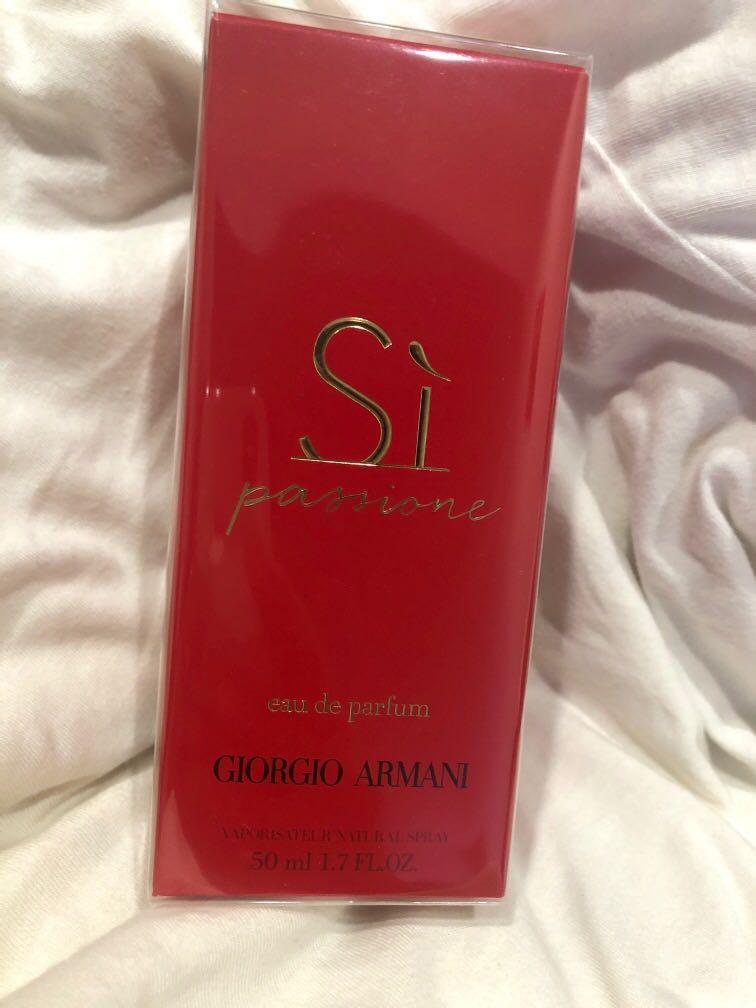 Sì
passione
eau de parfum
GIORGIO ARMANI
VAPORISATEUR NATURAL SPRAY
50 ml 1.7 FL.OZ.